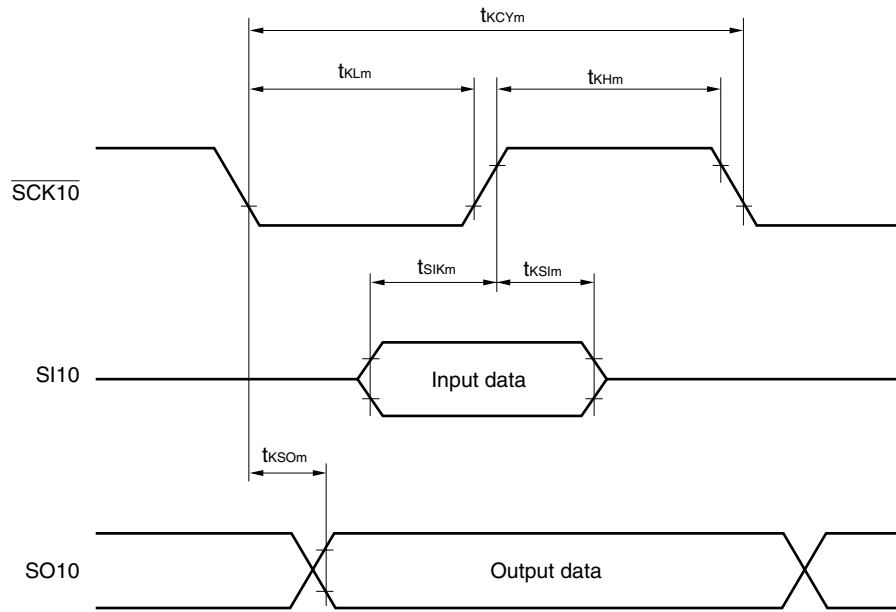 tKCYm
tKLm
tKHm
SCK10
tSIKm
tKSIm
SI10
Input data
tKSOm
SO10
Output data